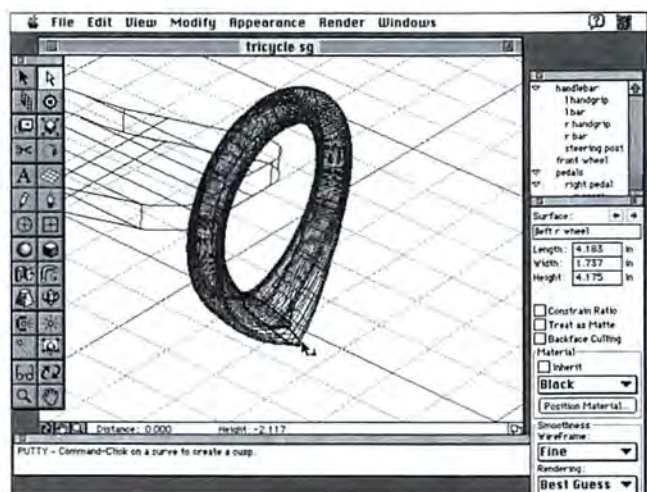 File Edit View Modify Appearance Render Windows
tricycle sg
handlebar
l handgrip
l bar
r handgrip
r bar
steering post
front wheel
pedals
right pedal
Surface:
left r wheel
Length: 4.183 in
Width: 1.737 in
Height: 4.175 in
Constrain Ratio
Treat as Matte
Backface Culling
Material
Inherit
Black
Position Material...
Smoothness
WireFrame:
Fine
Rendering:
Best Guess
A
Distance: 0.000 Height: -2.117
PUTTY - Command-Click on a curve to create a cusp.